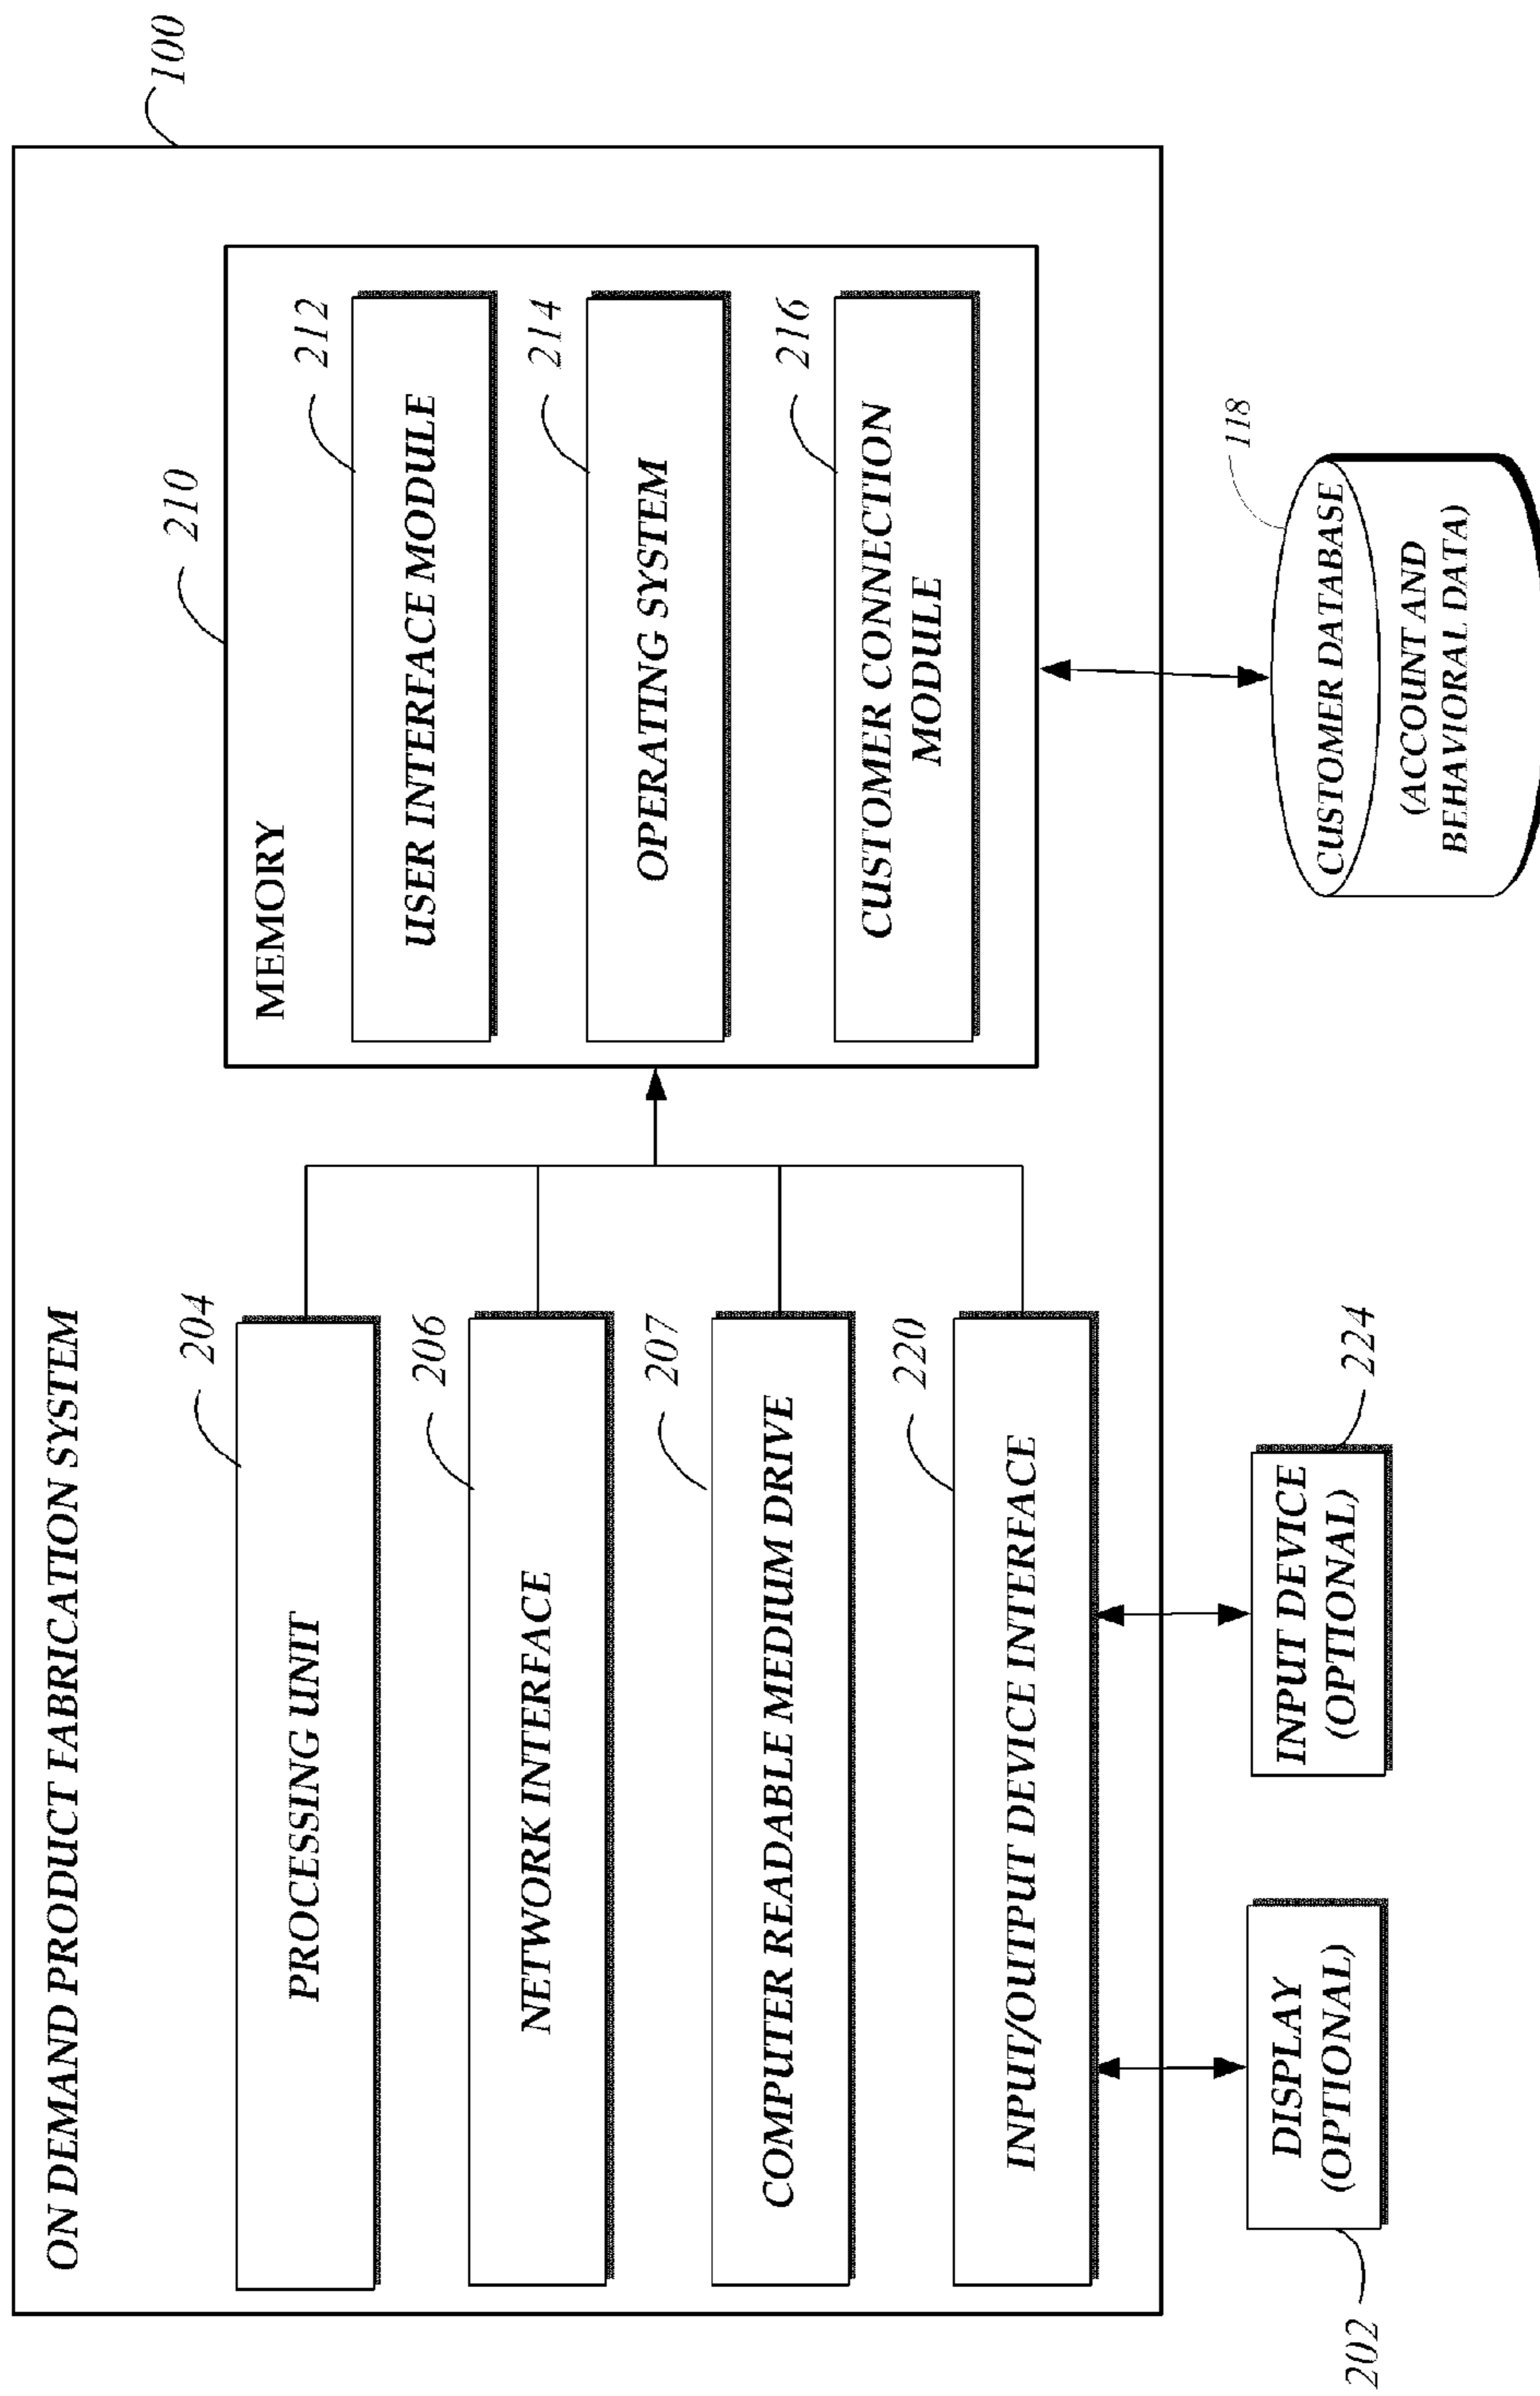 ON DEMAND PRODUCT FABRICATION SYSTEM
100
204
PROCESSING UNIT
206
NETWORK INTERFACE
207
COMPUTER READABLE MEDIUM DRIVE
220
INPUT/OUTPUT DEVICE INTERFACE
210
MEMORY
212
USER INTERFACE MODULE
214
OPERATING SYSTEM
216
CUSTOMER CONNECTION
MODULE
202
DISPLAY
(OPTIONAL)
224
INPUT DEVICE
(OPTIONAL)
118
CUSTOMER DATABASE
(ACCOUNT AND
BEHAVIORAL DATA)